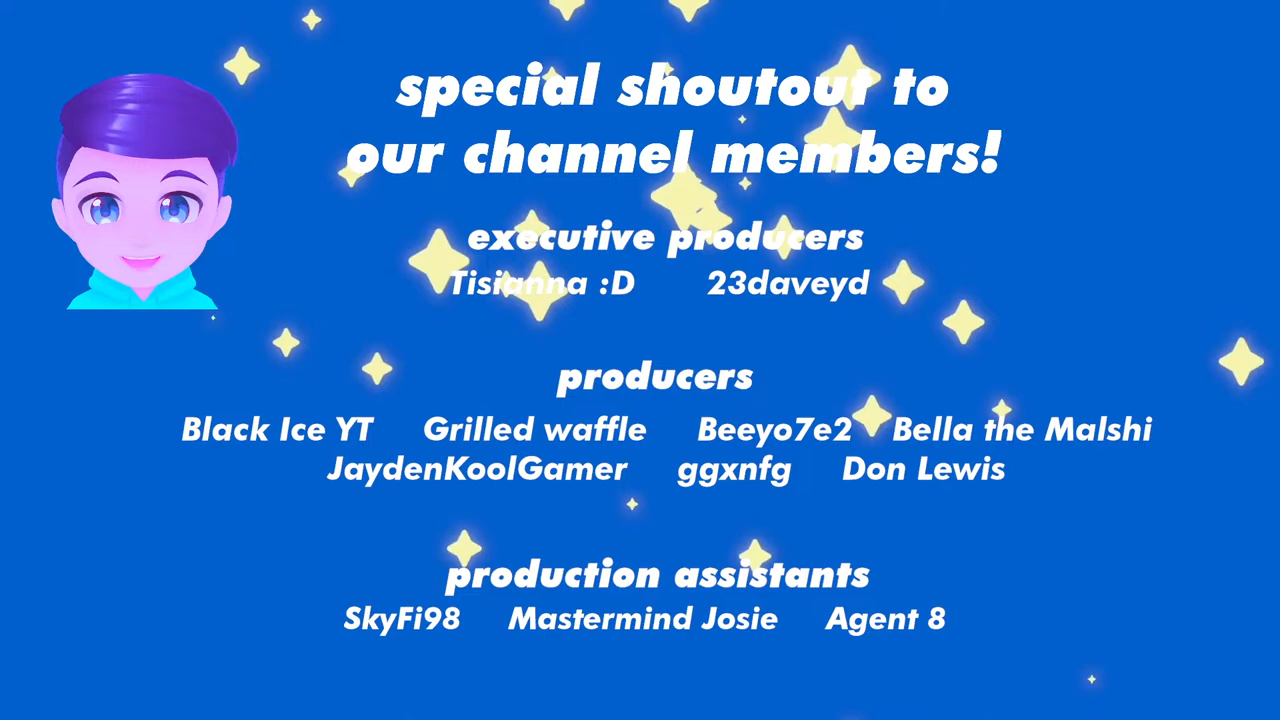 special shoutout to
our channel members!
executive producers
Tisianna :D 23daveyd
producers
Black Ice YT Grilled waffle Beeyo7e2 Bella the Malshi
JaydenKoolGamer ggxnfg Don Lewis
production assistants
SkyFi98 Mastermind Josie Agent 8